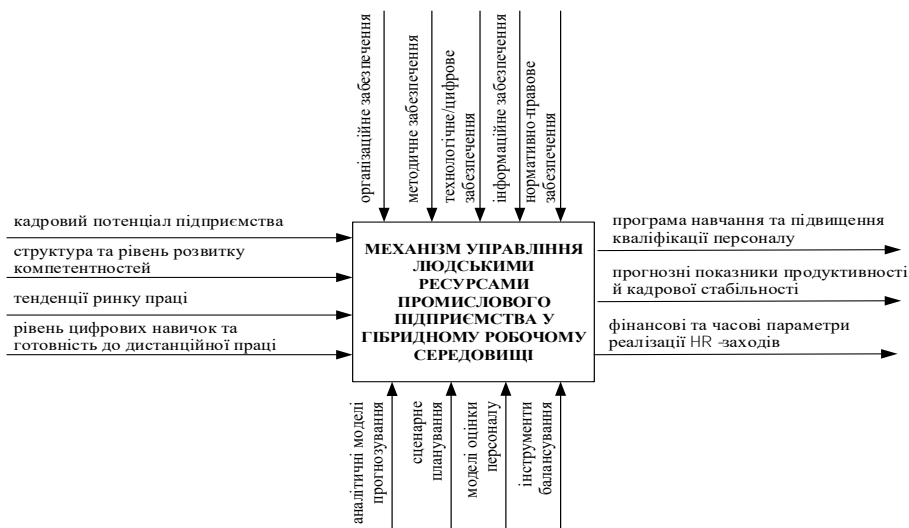 організаційне забезпечення
методичне забезпечення
технологічне/цифрове
забезпечення
інформаційне забезпечення
нормативно-правове
забезпечення
кадровий потенціал підприємства
структура та рівень розвитку
компетентностей
тенденції ринку праці
рівень цифрових навичок та
готовність до дистанційної праці
МЕХАНІЗМ УПРАВЛІННЯ
ЛЮДСЬКИМИ
РЕСУРСАМИ
ПРОМИСЛОВОГО
ПІДПРИЄМСТВА У
ГІБРИДНОМУ РОБОЧОМУ
СЕРЕДОВИЩІ
програма навчання та підвищення
кваліфікації персоналу
прогнозні показники продуктивності
й кадрової стабільності
фінансові та часові параметри
реалізації HR -заходів
аналітичні моделі
прогнозування
сценарне
планування
моделі оцінки
персоналу
інструменти
балансування